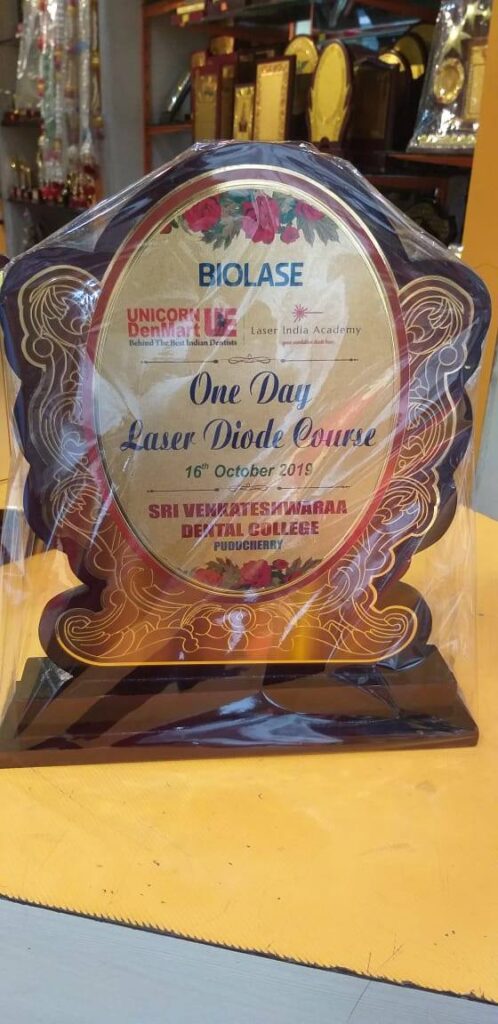 BIOLASE
UNICORN
DenMart
UE
Behind The Best Indian Dentists
Laser India Academy
One Day
Laser Diode Course
16th October 2019
SRI VENKATESHWARAA
DENTAL COLLEGE
PUDUCHERRY